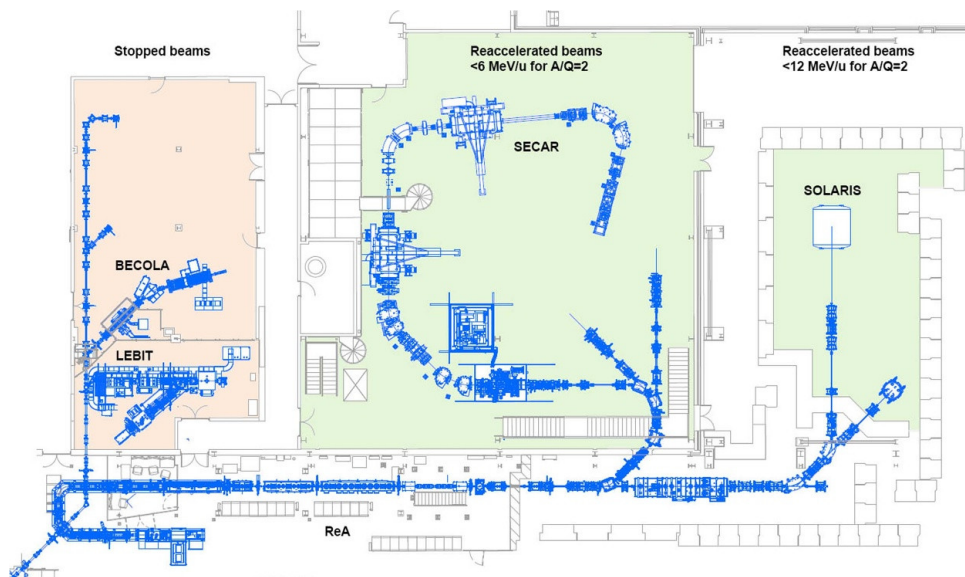 Stopped beams
Reaccelerated beams
<6 MeV/u for A/Q=2
Reaccelerated beams
<12 MeV/u for A/Q=2
SECAR
SOLARIS
BECOLA
LEBIT
ReA